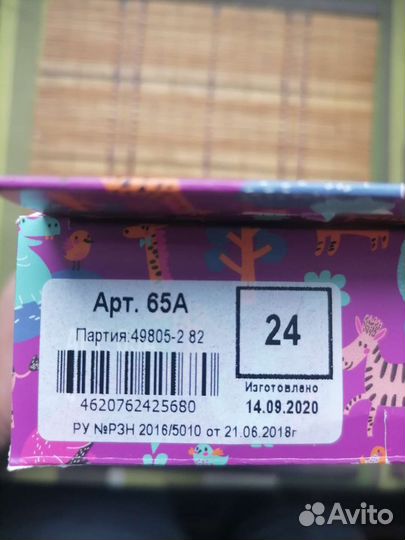 Арт. 65А
Партия:49805-2 82
4620762425680
24
Изготовлено
14.09.2020
РУ №РЗН 2016/5010 от 21.06.2018г
Avito